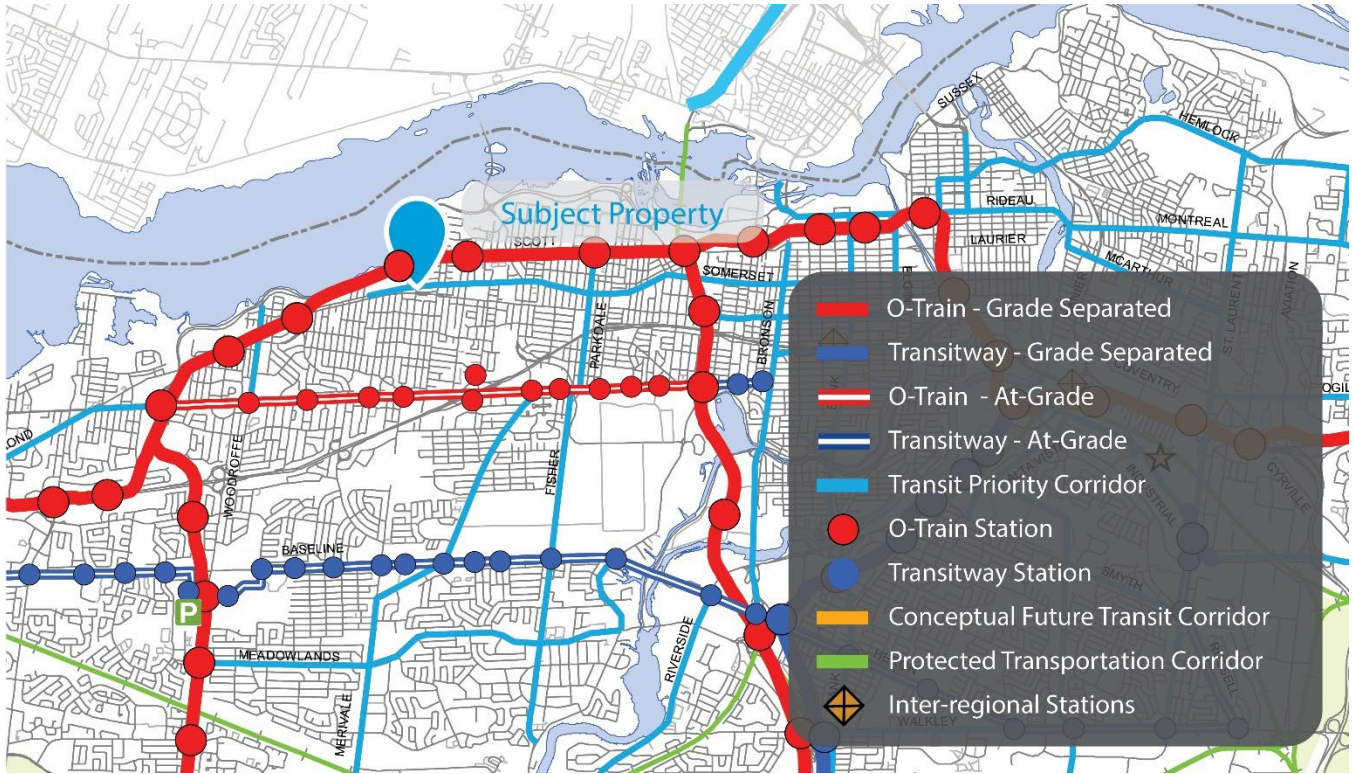 SUSSEX
HEMLOCK
Subject Property
RIDEAU
MONTREAL
SCOTT
LAURIER
SOMERSET
MCARTHUR
AVIATION
ST. LAURENT
BRONSON
PARKDALE
O-Train - Grade Separated
Transitway - Grade Separated
COVENTRY
O-Train - At-Grade
WOODROFFE
FISHER
Transitway - At-Grade
INDUSTRIAL
CYRVILLE
Transit Priority Corridor
O-Train Station
BASELINE
Transitway Station
SMYTH
P
Conceptual Future Transit Corridor
RIVERSIDE
MEADOWLANDS
Protected Transportation Corridor
MERIVALE
Inter-regional Stations
WALKLEY